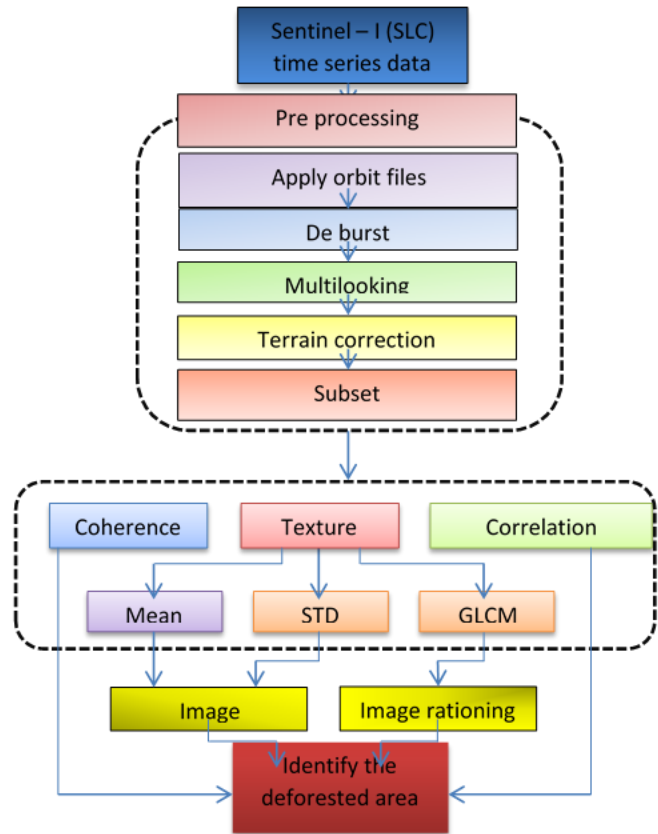 Sentinel – I (SLC)
time series data
Pre processing
Apply orbit files
De burst
Multilooking
Terrain correction
Subset
Coherence
Texture
Correlation
Mean
STD
GLCM
Image
Image rationing
Identify the
deforested area